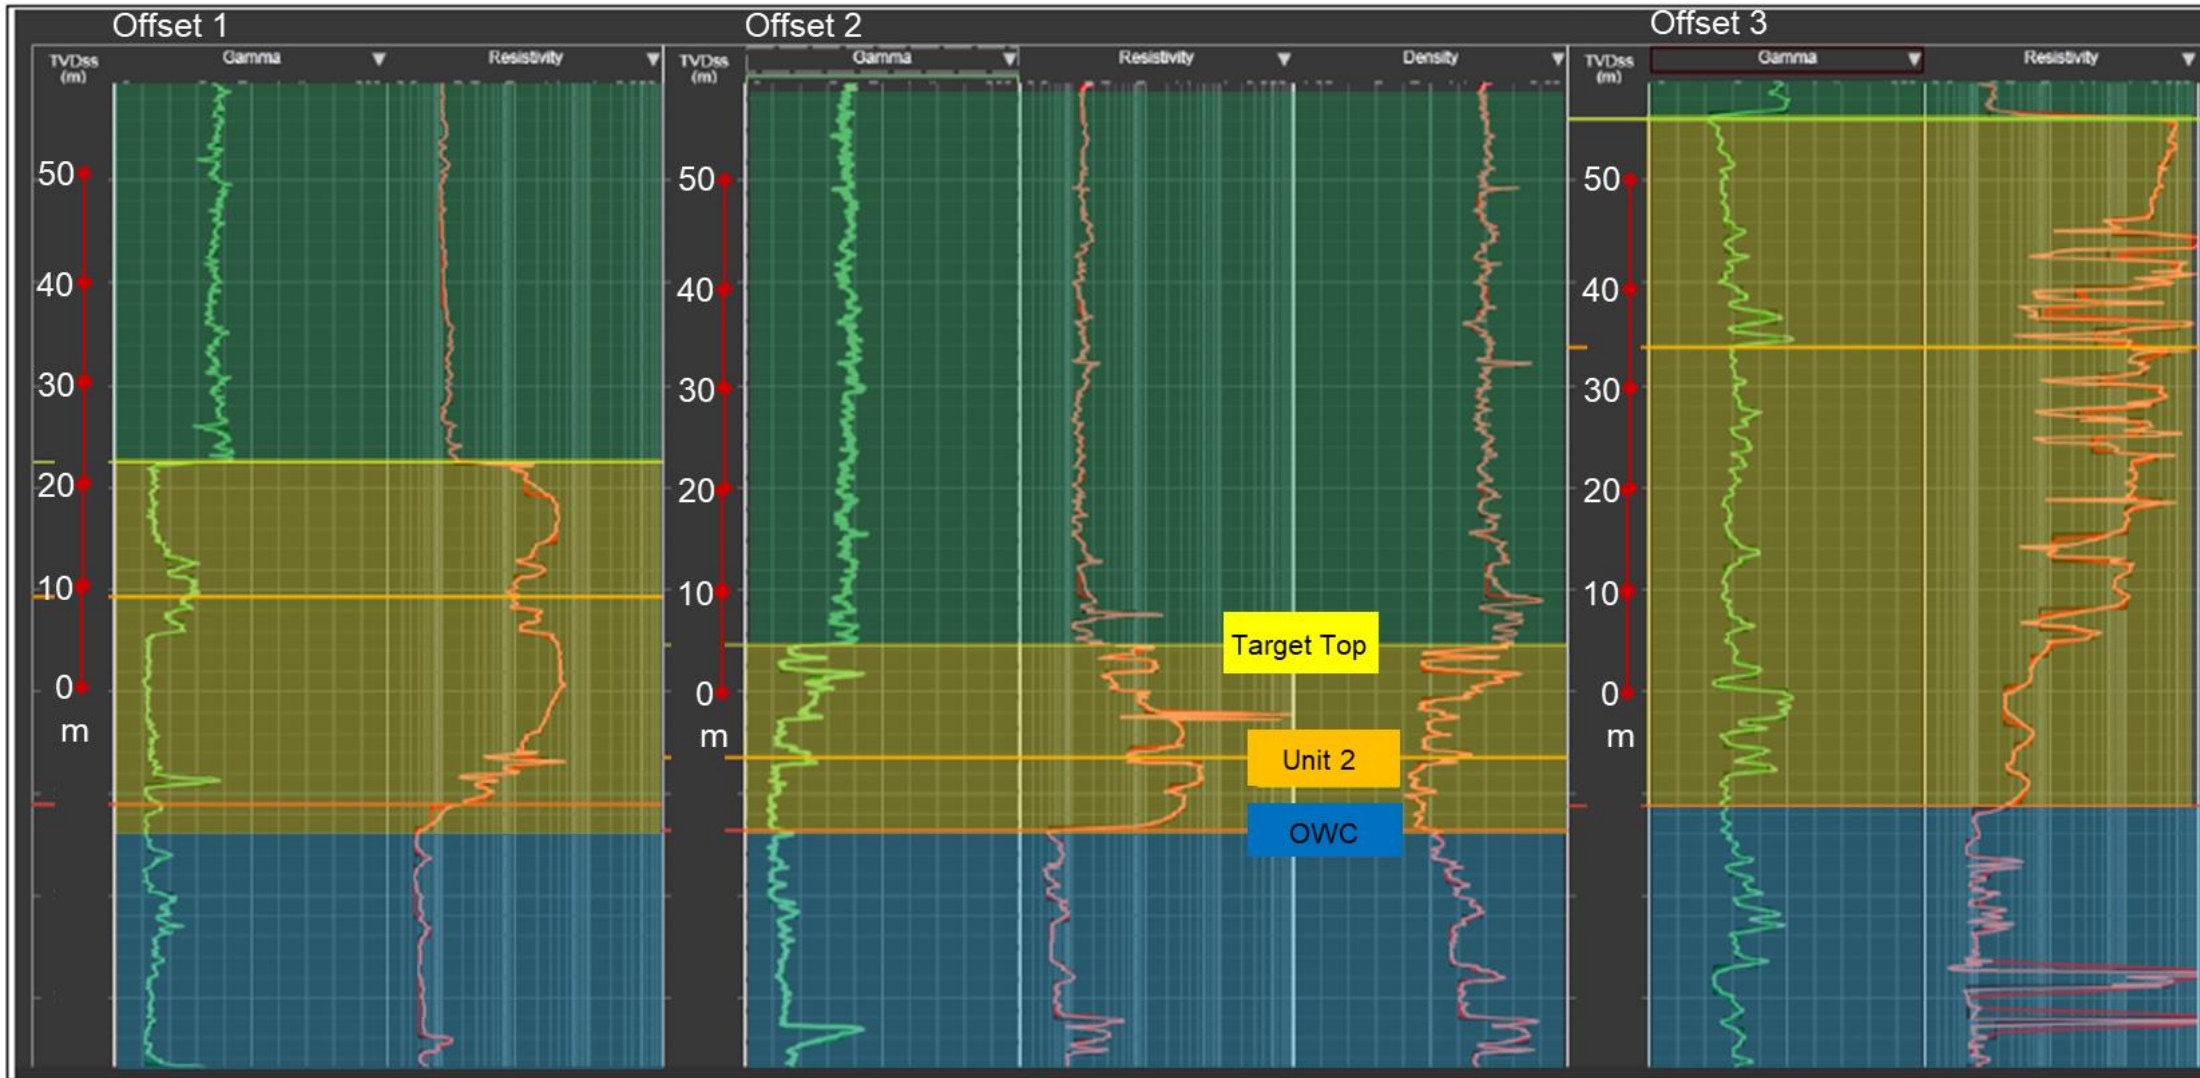 Offset 1
Offset 2
Offset 3
TVDss
(m)
Gamma
Resistivity
TVDss
(m)
Gamma
Resistivity
Density
TVDss
(m)
Gamma
Resistivity
50
40
30
20
10
0
m
50
40
30
20
10
0
m
Target Top
Unit 2
OWC
50
40
30
20
10
0
m